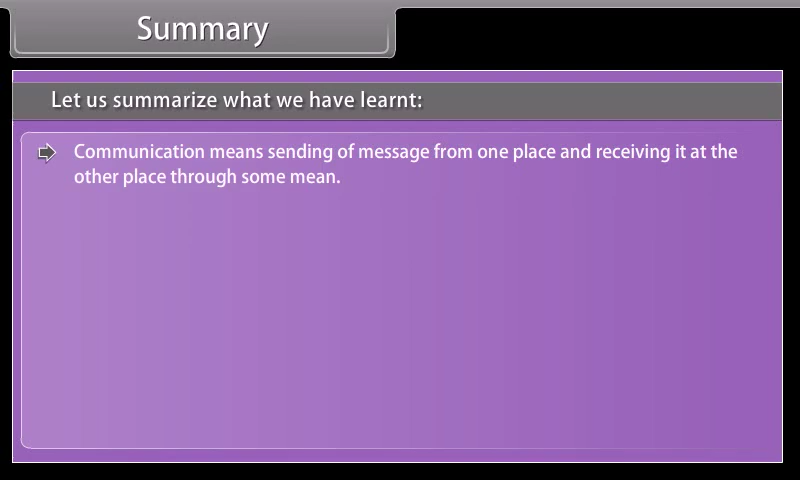 Summary
Let us summarize what we have learnt:
Communication means sending of message from one place and receiving it at the
other place through some mean.